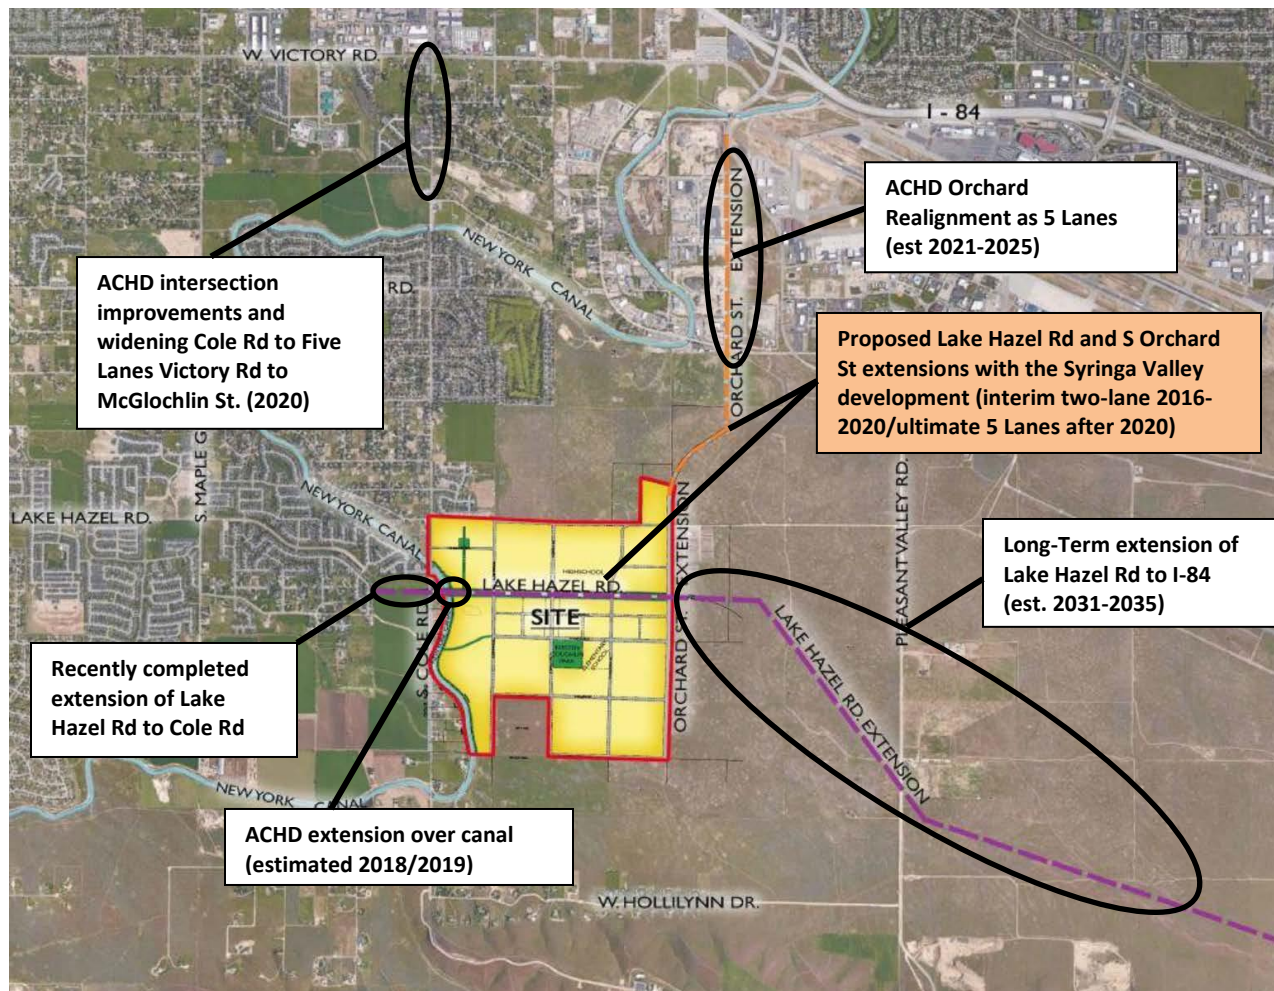 W. VICTORY RD.
I - 84
ACHD Orchard
Realignment as 5 Lanes
(est 2021-2025)
ORCHARD ST. EXTENSION
NEW YORK CANAL
RD.
ACHD intersection
improvements and
widening Cole Rd to Five
Lanes Victory Rd to
McGlochlin St. (2020)
Proposed Lake Hazel Rd and S Orchard
St extensions with the Syringa Valley
development (interim two-lane 2016-
2020/ultimate 5 Lanes after 2020)
S. MAPLE G
LAKE HAZEL RD.
NEW YORK CANAL
PLEASANT VALLEY RD.
ORCHARD ST. EXTENSION
Long-Term extension of
Lake Hazel Rd to I-84
(est. 2031-2035)
HIGH SCHOOL
LAKE HAZEL RD.
SITE
ELEMENTARY
SCHOOL
S. COLE RD.
LAKE HAZEL RD. EXTENSION
Recently completed
extension of Lake
Hazel Rd to Cole Rd
NEW YORK CANAL
ACHD extension over canal
(estimated 2018/2019)
W. HOLLILYNN DR.